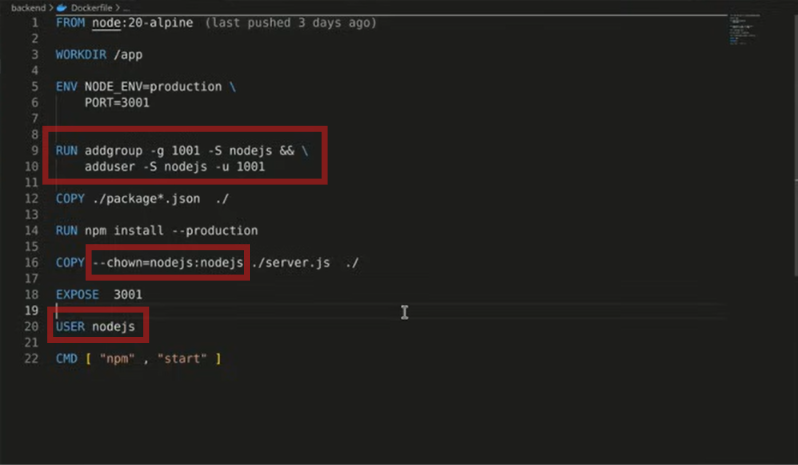 backend > Dockerfile > ...
1 FROM node:20-alpine (last pushed 3 days ago)
2
3 WORKDIR /app
4
5 ENV NODE_ENV=production \
6 PORT=3001
7
8
9 RUN addgroup -g 1001 -S nodejs && \
10 adduser -S nodejs -u 1001
11
12 COPY ./package*.json ./
13
14 RUN npm install --production
15
16 COPY --chown=nodejs:nodejs ./server.js ./
17
18 EXPOSE 3001
19
20 USER nodejs
21
22 CMD [ "npm" , "start" ]